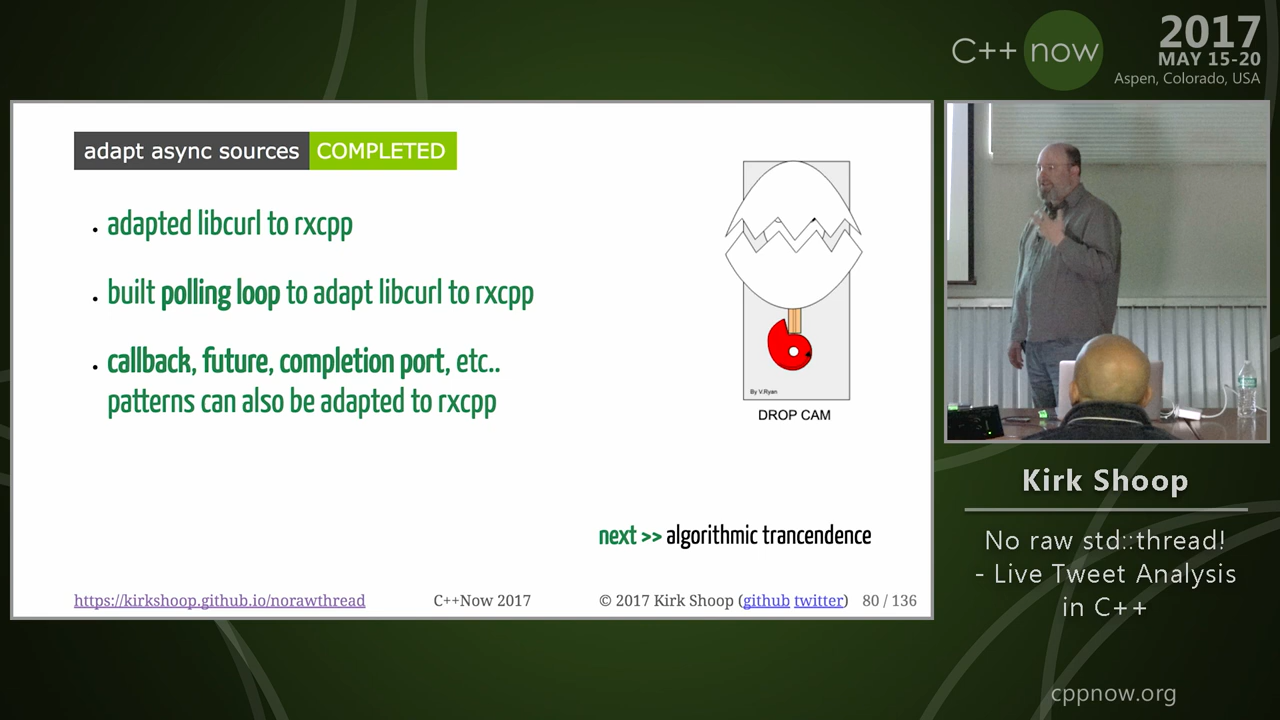 C++ now
2017
MAY 15-20
Aspen, Colorado, USA
adapt async sources COMPLETED
adapted libcurl to rxcpp
built polling loop to adapt libcurl to rxcpp
callback, future, completion port, etc..
patterns can also be adapted to rxcpp
By V.Ryan
DROP CAM
next >> algorithmic trancendence
https://kirkshoop.github.io/norawthread
C++Now 2017
© 2017 Kirk Shoop (github twitter)
80 / 136
Kirk Shoop
No raw std::thread!
- Live Tweet Analysis
in C++
cppnow.org